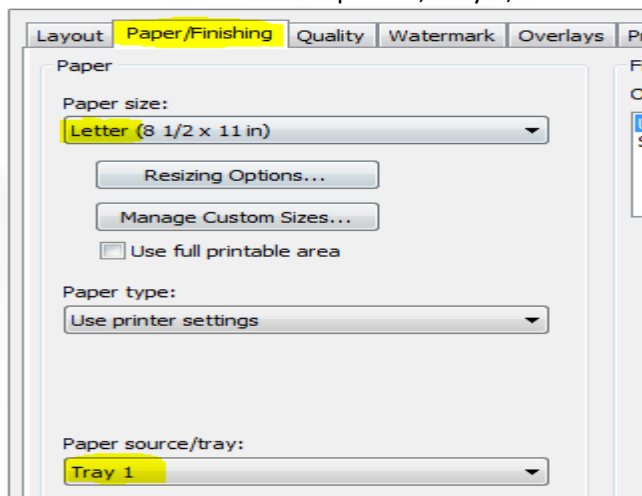 Layout Paper/Finishing Quality Watermark Overlays
Paper
Paper size:
Letter (8 1/2 x 11 in)
Resizing Options...
Manage Custom Sizes...
Use full printable area
Paper type:
Use printer settings
Paper source/tray:
Tray 1